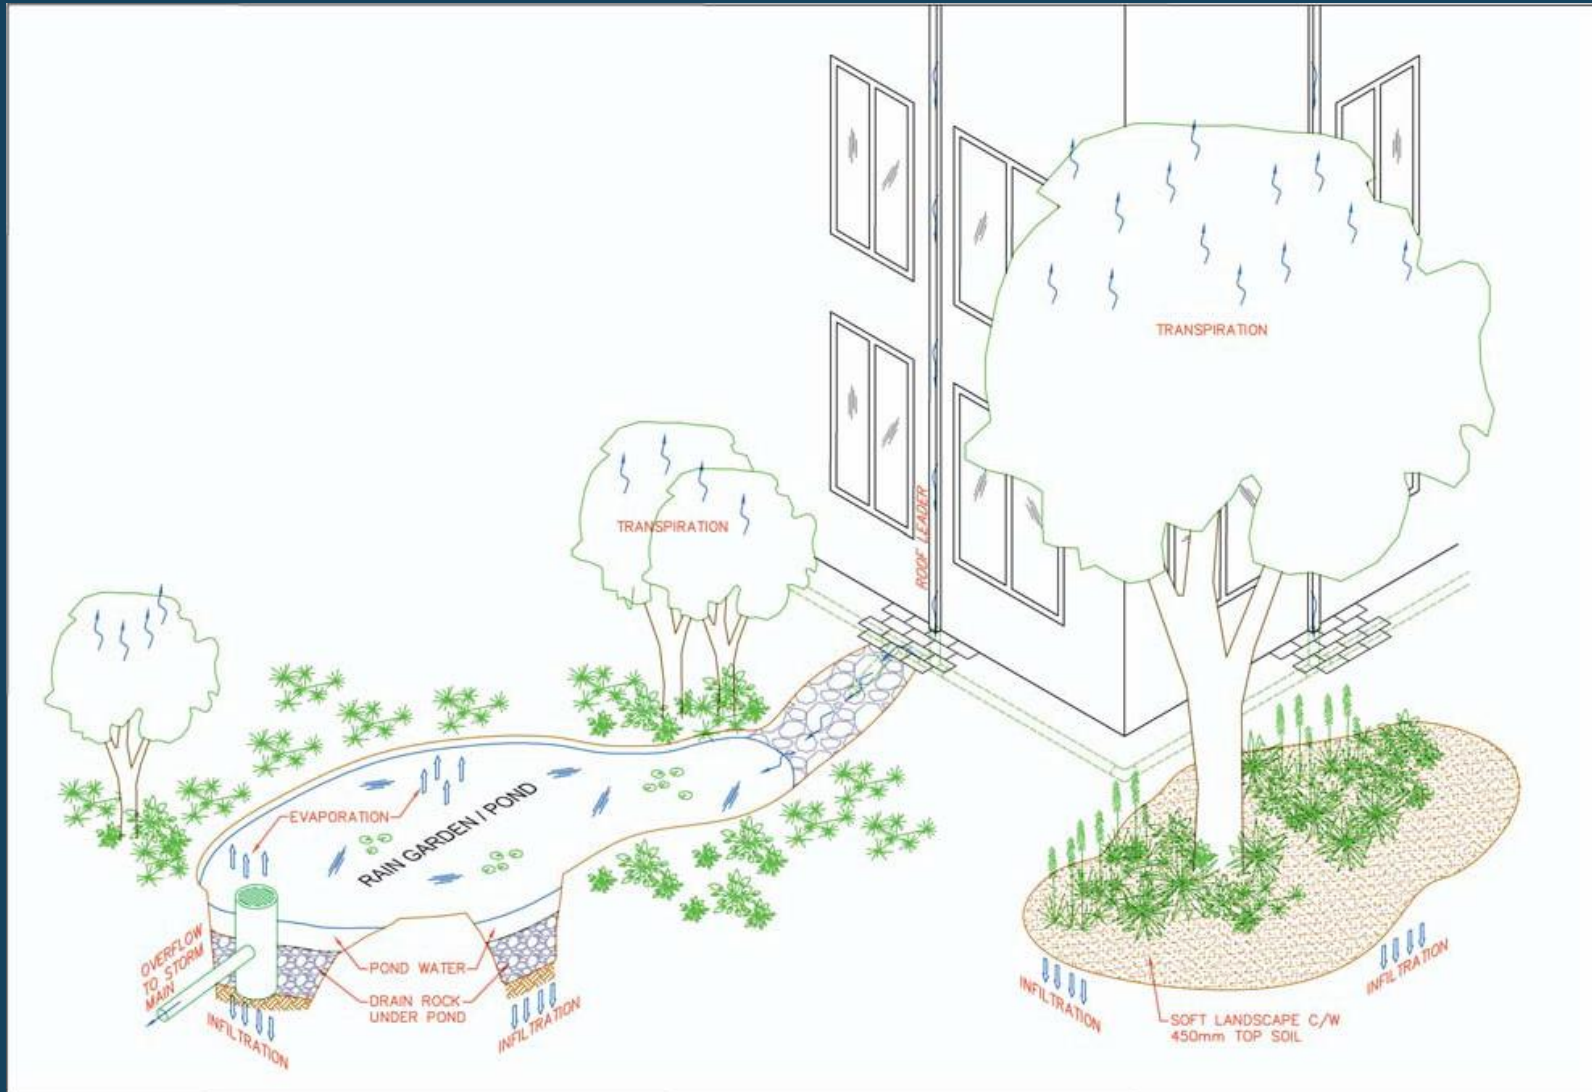 TRANSPIRATION
TRANSPIRATION
ROOF LEADER
EVAPORATION
RAIN GARDEN / POND
OVERFLOW
TO STORM
MAIN
POND WATER
DRAIN ROCK
UNDER POND
INFILTRATION
INFILTRATION
INFILTRATION
INFILTRATION
SOFT LANDSCAPE C/W
450mm TOP SOIL